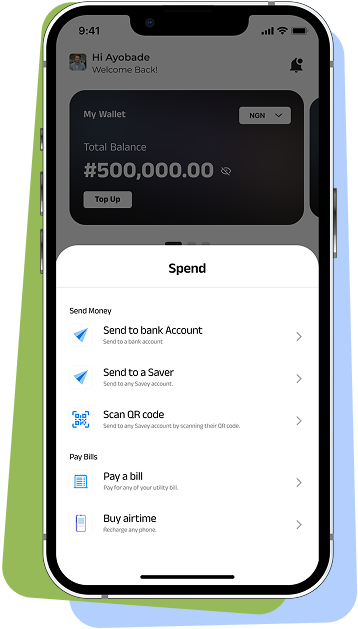 9:41
Hi Ayobade
Welcome Back!
My Wallet
NGN
Total Balance
#500,000.00
Top Up
Spend
Send Money
Send to bank Account
Send to a bank account
Send to a Saver
Send to any Savey account.
Scan QR code
Send to any Savey account by scanning their QR code.
Pay Bills
Pay a bill
Pay for any of your utility bill.
Buy airtime
Recharge any phone.